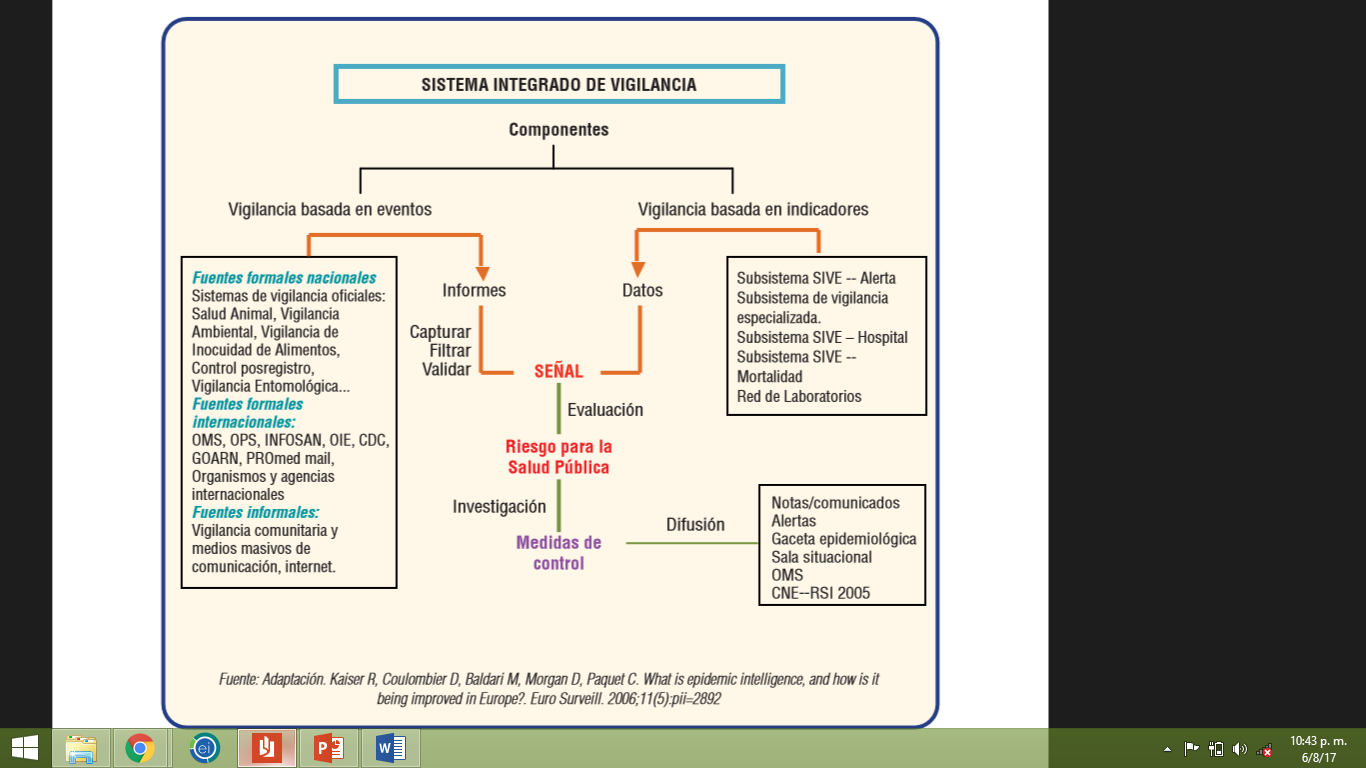 SISTEMA INTEGRADO DE VIGILANCIA
Componentes
Vigilancia basada en eventos
Vigilancia basada en indicadores
Fuentes formales nacionales
Sistemas de vigilancia oficiales:
Salud Animal, Vigilancia
Ambiental, Vigilancia de
Inocuidad de Alimentos,
Control posregistro,
Vigilancia Entomológica...
Fuentes formales
internacionales:
OMS, OPS, INFOSAN, OIE, CDC,
GOARN, PROmed mail,
Organismos y agencias
internacionales
Fuentes informales:
Vigilancia comunitaria y
medios masivos de
comunicación, internet.
Informes
Capturar
Filtrar
Validar
Datos
SEÑAL
Evaluación
Riesgo para la
Salud Pública
Investigación
Medidas de
control
Difusión
Subsistema SIVE -- Alerta
Subsistema de vigilancia
especializada.
Subsistema SIVE – Hospital
Subsistema SIVE --
Mortalidad
Red de Laboratorios
Notas/comunicados
Alertas
Gaceta epidemiológica
Sala situacional
OMS
CNE--RSI 2005
Fuente: Adaptación. Kaiser R, Coulombier D, Baldari M, Morgan D, Paquet C. What is epidemic intelligence, and how is it
being improved in Europe?. Euro Surveill. 2006;11(5):pii=2892
10:43 p. m.
6/8/17